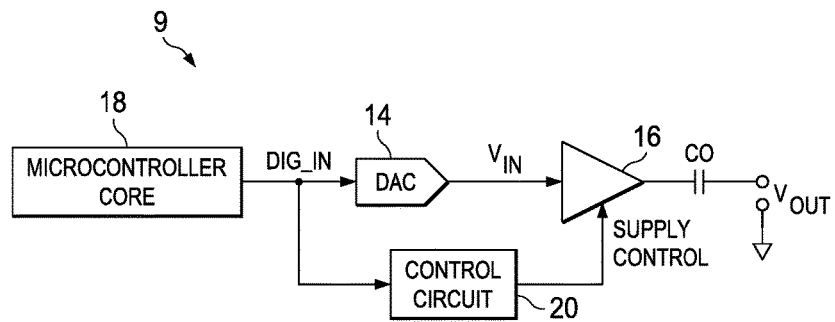 9
18
MICROCONTROLLER
CORE
DIG_IN
14
DAC
VIN
16
CO
VOUT
SUPPLY
CONTROL
CONTROL
CIRCUIT
20